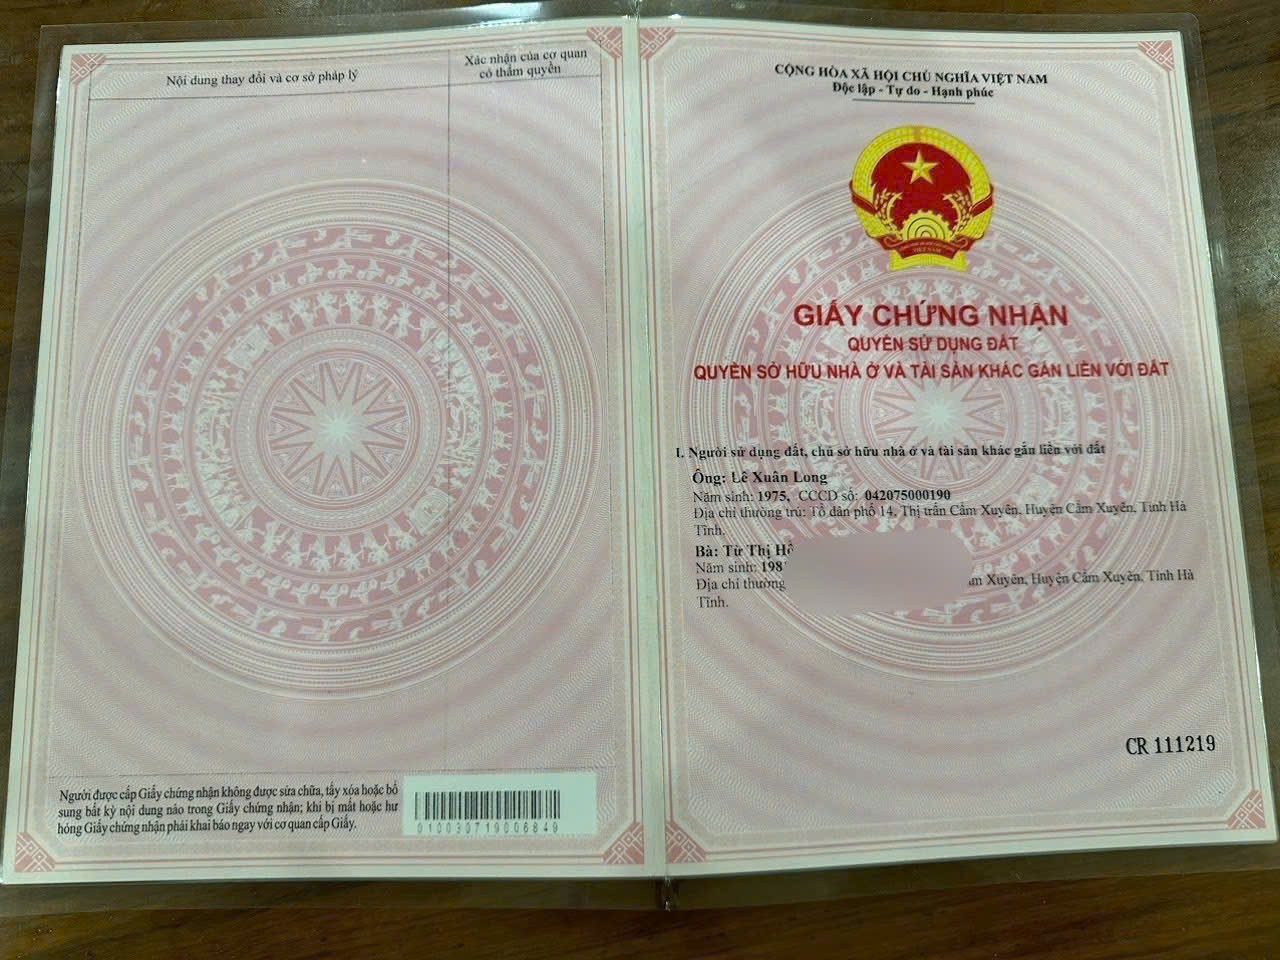 Nội dung thay đổi và cơ sở pháp lý
Xác nhận của cơ quan
có thẩm quyền
Người được cấp Giấy chứng nhận không được sửa chữa, tẩy xóa hoặc bổ
sung bất kỳ nội dung nào trong Giấy chứng nhận; khi bị mất hoặc hư
hỏng Giấy chứng nhận phải khai báo ngay với cơ quan cấp Giấy.
010030719006849
CỘNG HÒA XÃ HỘI CHỦ NGHĨA VIỆT NAM
Độc lập - Tự do - Hạnh phúc
VIỆT NAM
GIẤY CHỨNG NHẬN
QUYỀN SỬ DỤNG ĐẤT
QUYỀN SỞ HỮU NHÀ Ở VÀ TÀI SẢN KHÁC GẮN LIỀN VỚI ĐẤT
I. Người sử dụng đất, chủ sở hữu nhà ở và tài sản khác gắn liền với đất
Ông: Lê Xuân Long
Năm sinh: 1975, CCCD số: 042075000190
Địa chỉ thường trú: Tổ dân phố 14, Thị trấn Cẩm Xuyên, Huyện Cẩm Xuyên, Tỉnh Hà
Tĩnh.
Bà: Từ Thị
Năm sinh: 198
Địa chỉ thường Xuyên, Huyện Cẩm Xuyên, Tỉnh Hà
Tĩnh.
CR 111219